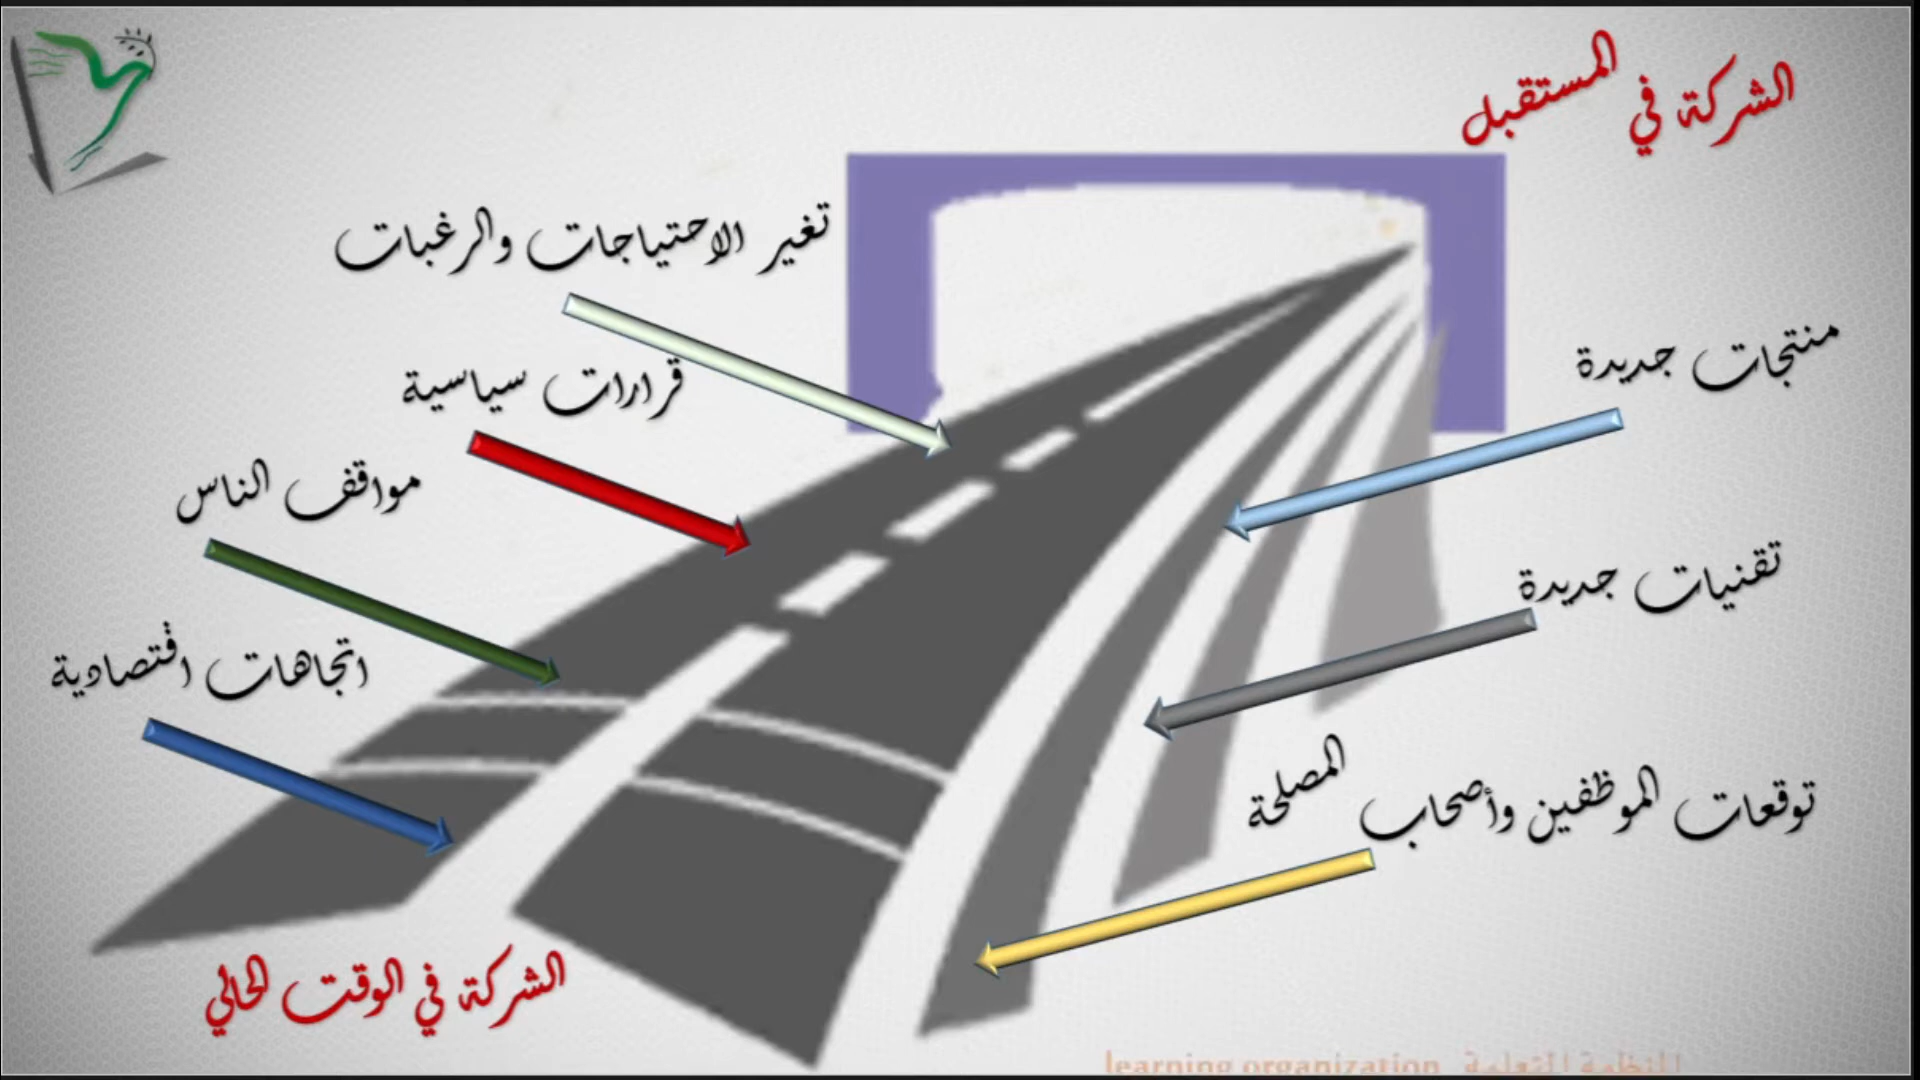 الشركة في المستقبل
تغير الاحتياجات والرغبات
قرارات سياسية
مواقف الناس
اتجاهات اقتصادية
منتجات جديدة
تقنيات جديدة
توقعات الموظفين وأصحاب المصلحة
الشركة في الوقت الحالي
learning organization المنظمة المتعلمة